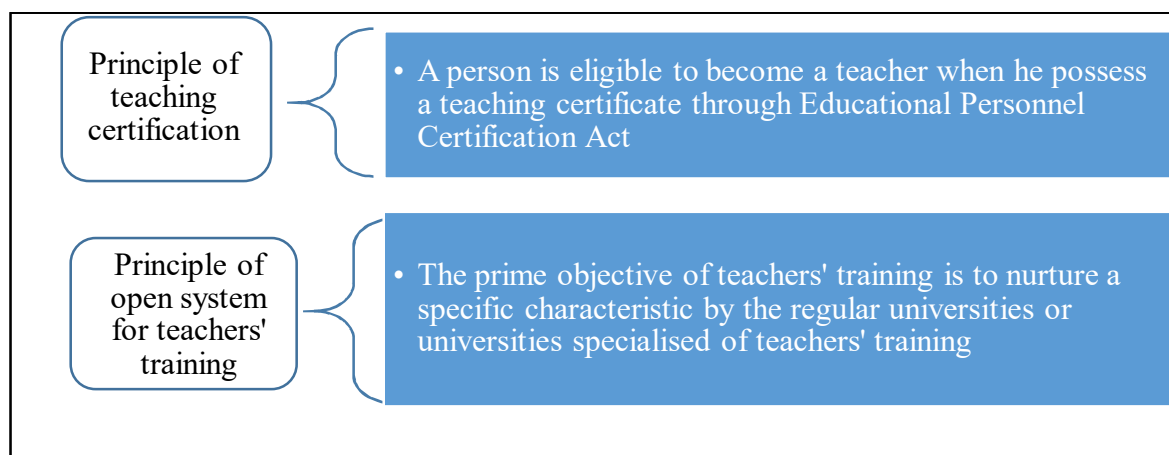 Principle of
teaching
certification
• A person is eligible to become a teacher when he possess
a teaching certificate through Educational Personnel
Certification Act
Principle of
open system
for teachers'
training
• The prime objective of teachers' training is to nurture a
specific characteristic by the regular universities or
universities specialised of teachers' training